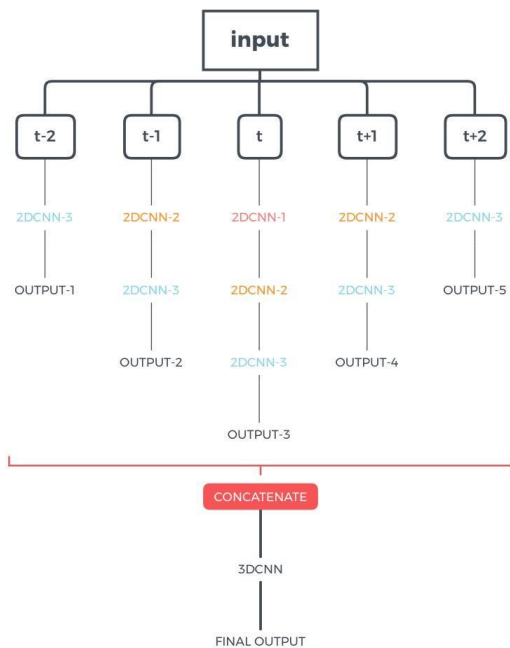 input
t-2 t-1 t t+1 t+2
2DCNN-3 2DCNN-2 2DCNN-1 2DCNN-2 2DCNN-3
OUTPUT-1 2DCNN-3 2DCNN-2 2DCNN-3 OUTPUT-5
OUTPUT-2 2DCNN-3 OUTPUT-4
OUTPUT-3
CONCATENATE
3DCNN
FINAL OUTPUT